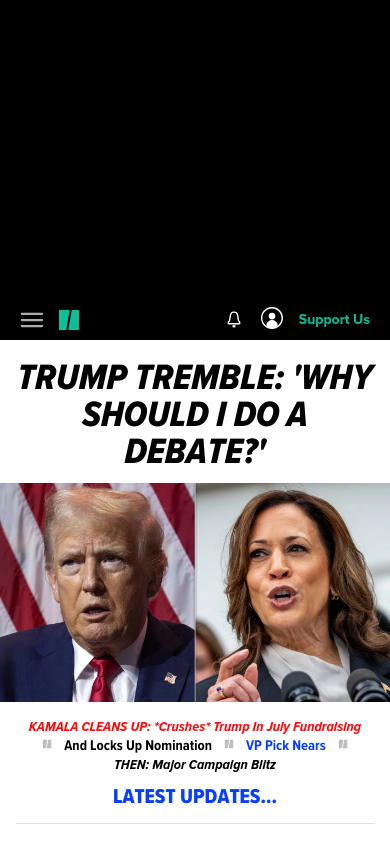 Support Us
TRUMP TREMBLE: 'WHY
SHOULD I DO A
DEBATE?'
KAMALA CLEANS UP: *Crushes* Trump In July Fundraising
And Locks Up Nomination VP Pick Nears
THEN: Major Campaign Blitz
LATEST UPDATES...